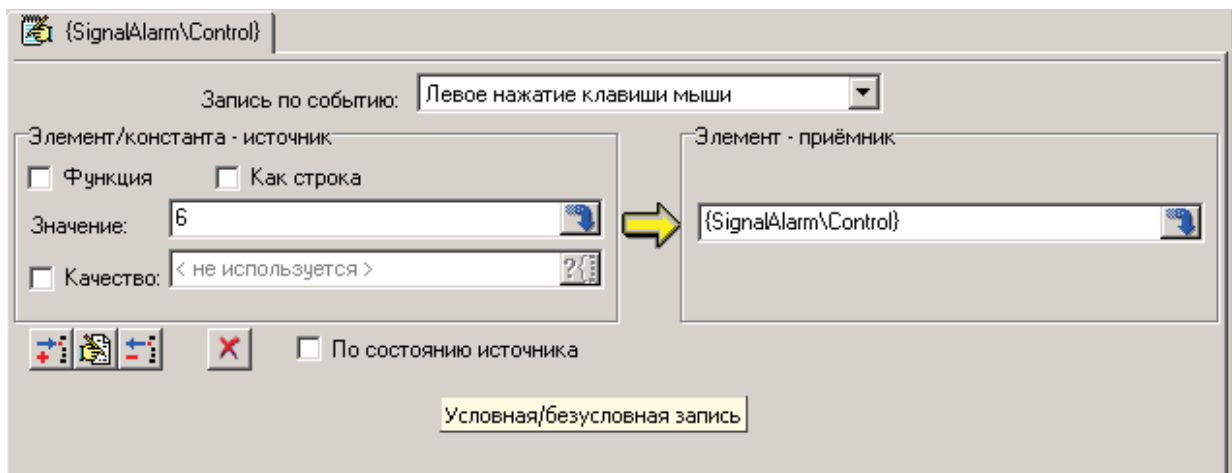 {SignalAlarm\Control}
Запись по событию: Левое нажатие клавиши мыши
Элемент/константа - источник
Функция Как строка
Значение: 6
Качество: < не используется >
Элемент - приёмник
{SignalAlarm\Control}
По состоянию источника
Условная/безусловная запись